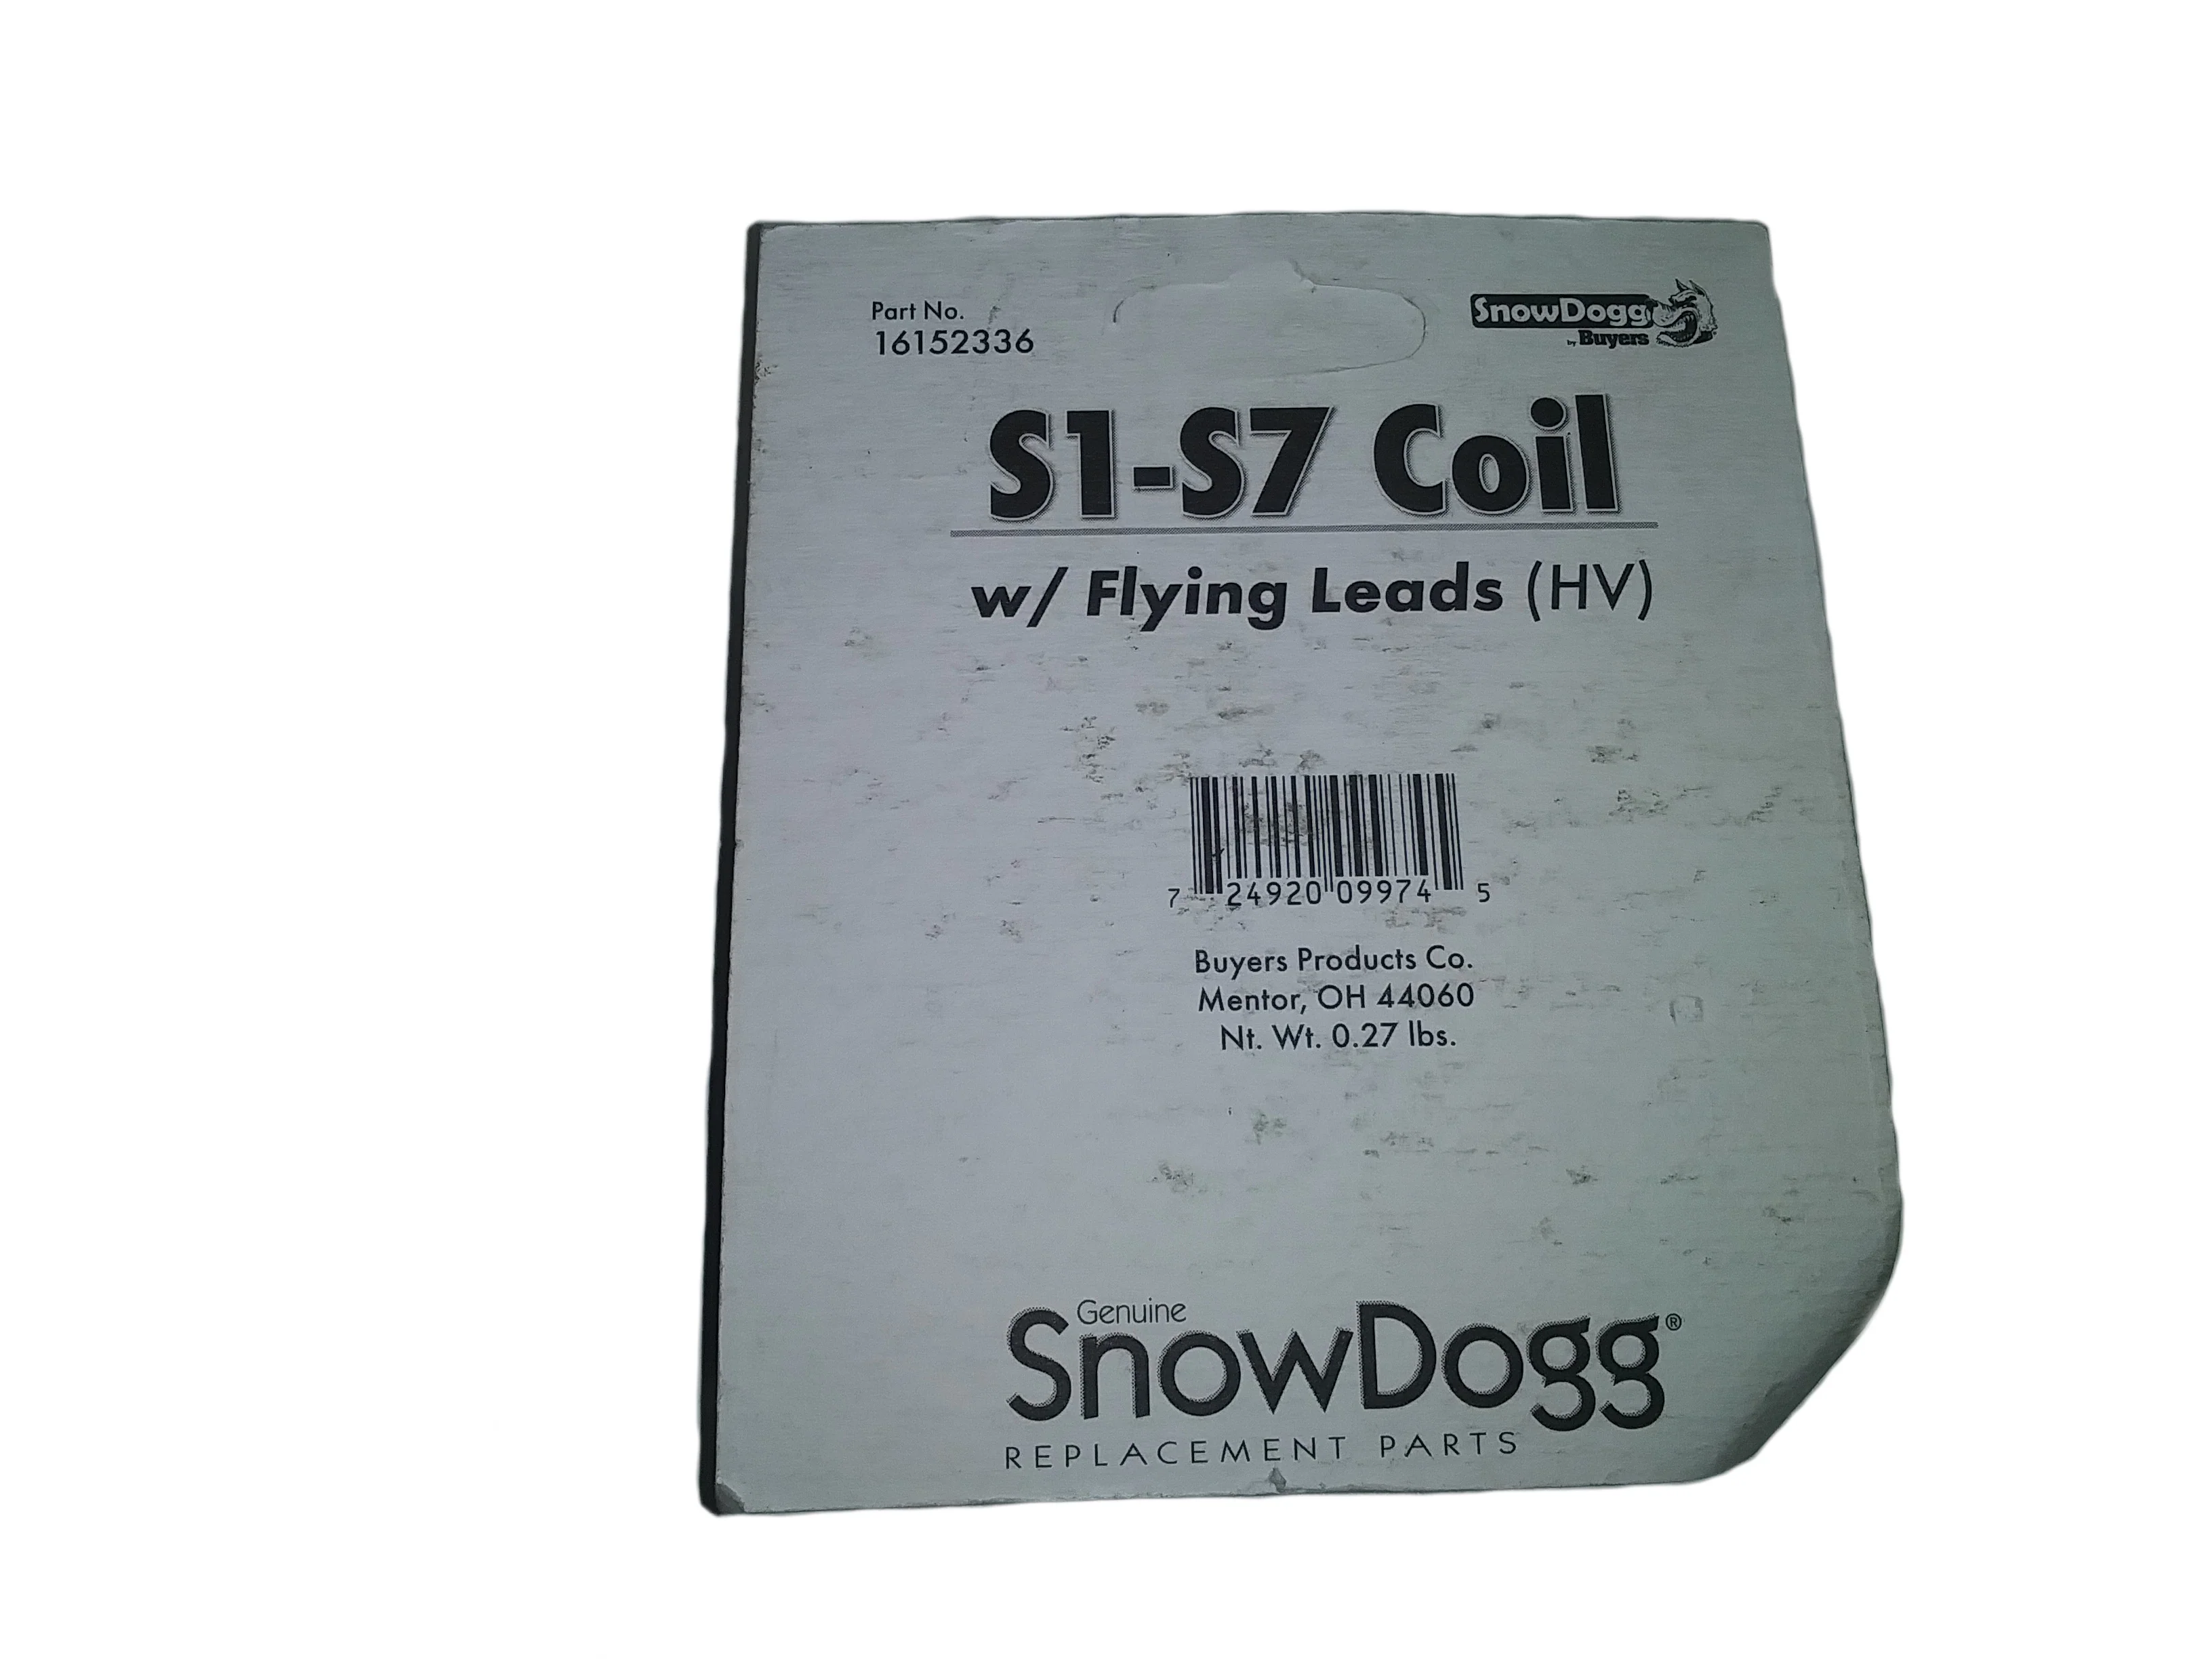 Part No.
16152336
SnowDogg
by Buyers
S1-S7 Coil
w/ Flying Leads (HV)
7 24920 09974 5
Buyers Products Co.
Mentor, OH 44060
Nt. Wt. 0.27 lbs.
Genuine
SnowDogg®
REPLACEMENT PARTS